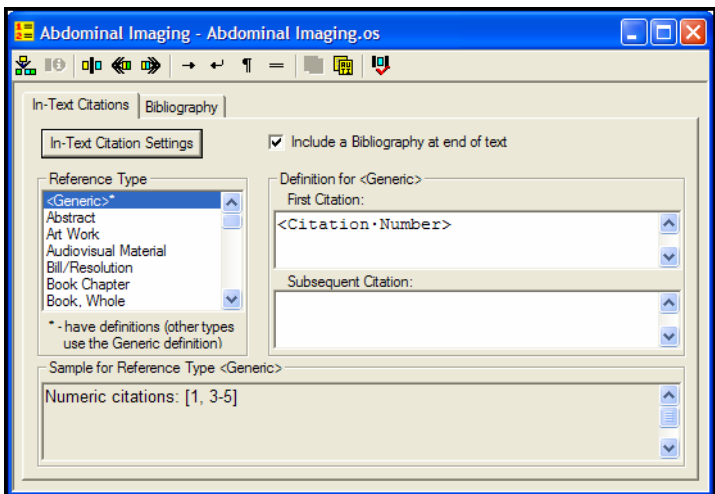 Abdominal Imaging - Abdominal Imaging.os
In-Text Citations Bibliography
In-Text Citation Settings
Include a Bibliography at end of text
Reference Type
<Generic>*
Abstract
Art Work
Audiovisual Material
Bill/Resolution
Book Chapter
Book, Whole
* - have definitions (other types
use the Generic definition)
Definition for <Generic>
First Citation:
<Citation·Number>
Subsequent Citation:
Sample for Reference Type <Generic>
Numeric citations: [1, 3-5]